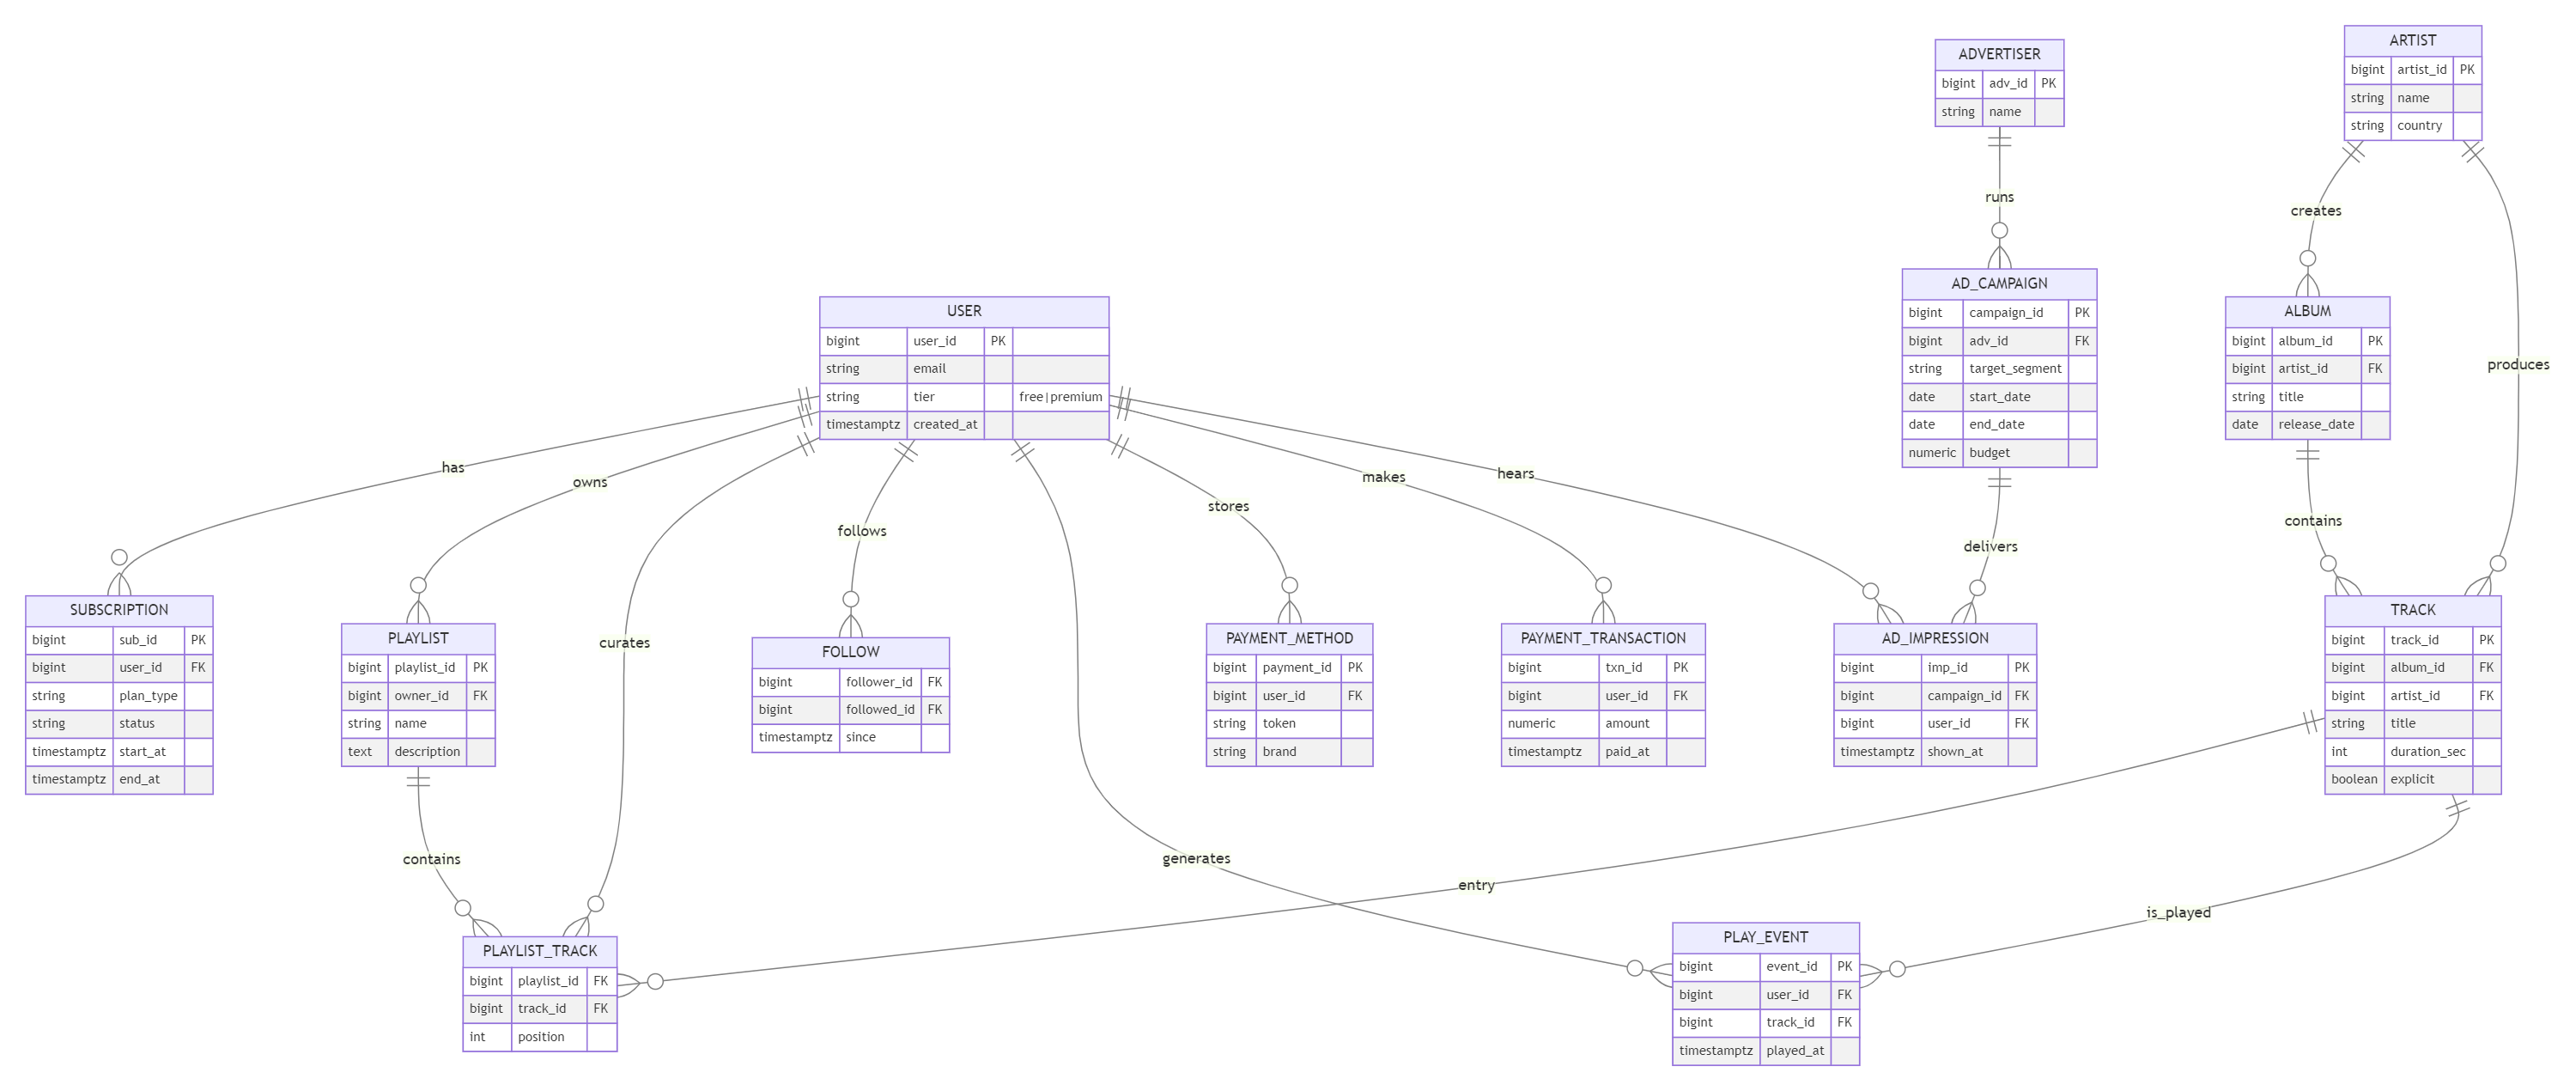 ADVERTISER
bigint adv_id PK
string name
ARTIST
bigint artist_id PK
string name
string country
runs
creates
produces
USER
bigint user_id PK
string email
string tier free|premium
timestamptz created_at
AD_CAMPAIGN
bigint campaign_id PK
bigint adv_id FK
string target_segment
date start_date
date end_date
numeric budget
ALBUM
bigint album_id PK
bigint artist_id FK
string title
date release_date
has
owns
curates
follows
generates
stores
makes
hears
delivers
contains
SUBSCRIPTION
bigint sub_id PK
bigint user_id FK
string plan_type
string status
timestamptz start_at
timestamptz end_at
PLAYLIST
bigint playlist_id PK
bigint owner_id FK
string name
text description
FOLLOW
bigint follower_id FK
bigint followed_id FK
timestamptz since
PAYMENT_METHOD
bigint payment_id PK
bigint user_id FK
string token
string brand
PAYMENT_TRANSACTION
bigint txn_id PK
bigint user_id FK
numeric amount
timestamptz paid_at
AD_IMPRESSION
bigint imp_id PK
bigint campaign_id FK
bigint user_id FK
timestamptz shown_at
TRACK
bigint track_id PK
bigint album_id FK
bigint artist_id FK
string title
int duration_sec
boolean explicit
contains
entry
is_played
PLAYLIST_TRACK
bigint playlist_id FK
bigint track_id FK
int position
PLAY_EVENT
bigint event_id PK
bigint user_id FK
bigint track_id FK
timestamptz played_at